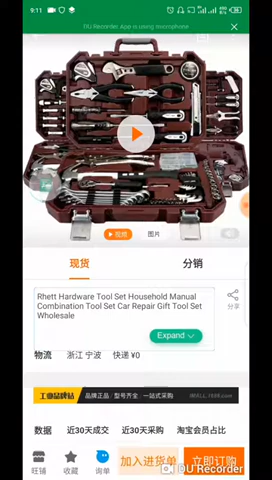 9:11
DU Recorder App is using microphone
视频
图片
现货
分销
Rhett Hardware Tool Set Household Manual
Combination Tool Set Car Repair Gift Tool Set
Wholesale
分享
Expand
物流 浙江 宁波 快递 ¥0
工业品牌站 品牌正品 · 型号齐全 一站式采购
数据 近30天成交 近30天采购 淘宝会员占比
旺铺
收藏
询单
加入进货单
立即订购
DU Recorder